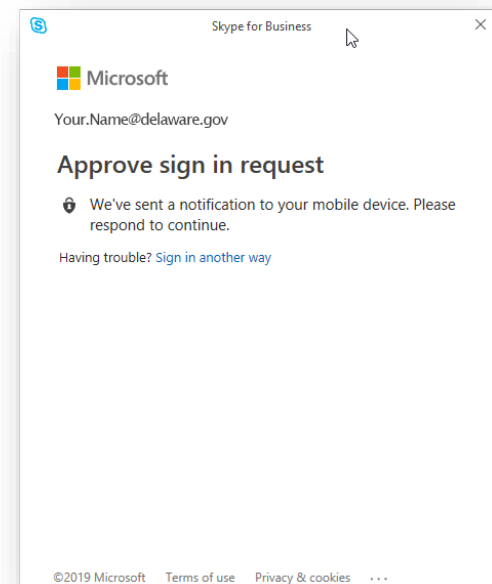 Skype for Business
Microsoft
Your.Name@delaware.gov
Approve sign in request
We've sent a notification to your mobile device. Please
respond to continue.
Having trouble? Sign in another way
©2019 Microsoft Terms of use Privacy & cookies ...